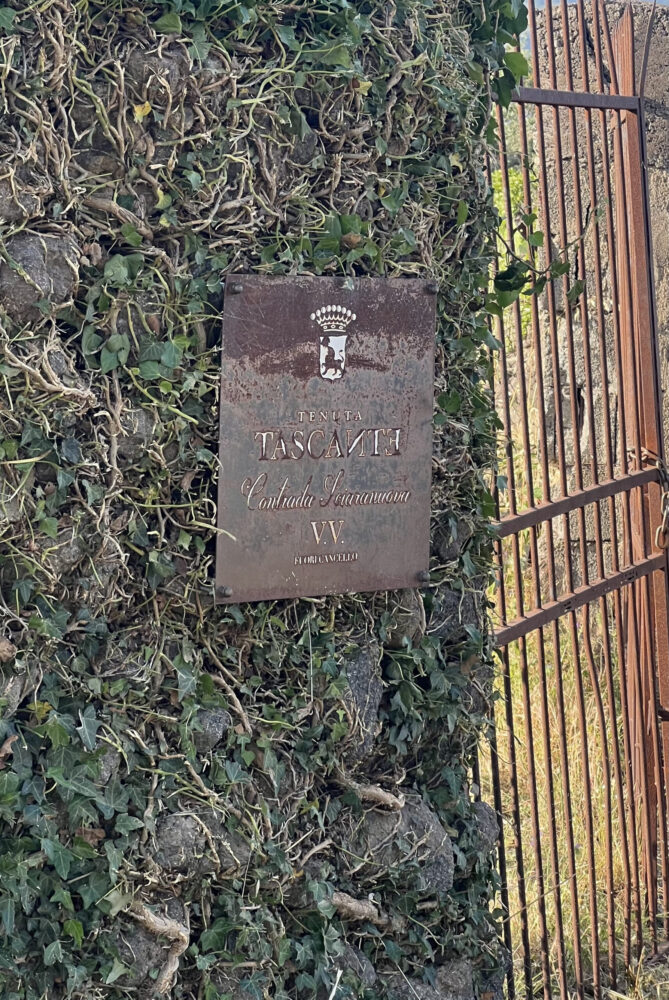 TENUTA
TASCANTE
Contrada Sciaranuova
V.V.
FUORI CANCELLO